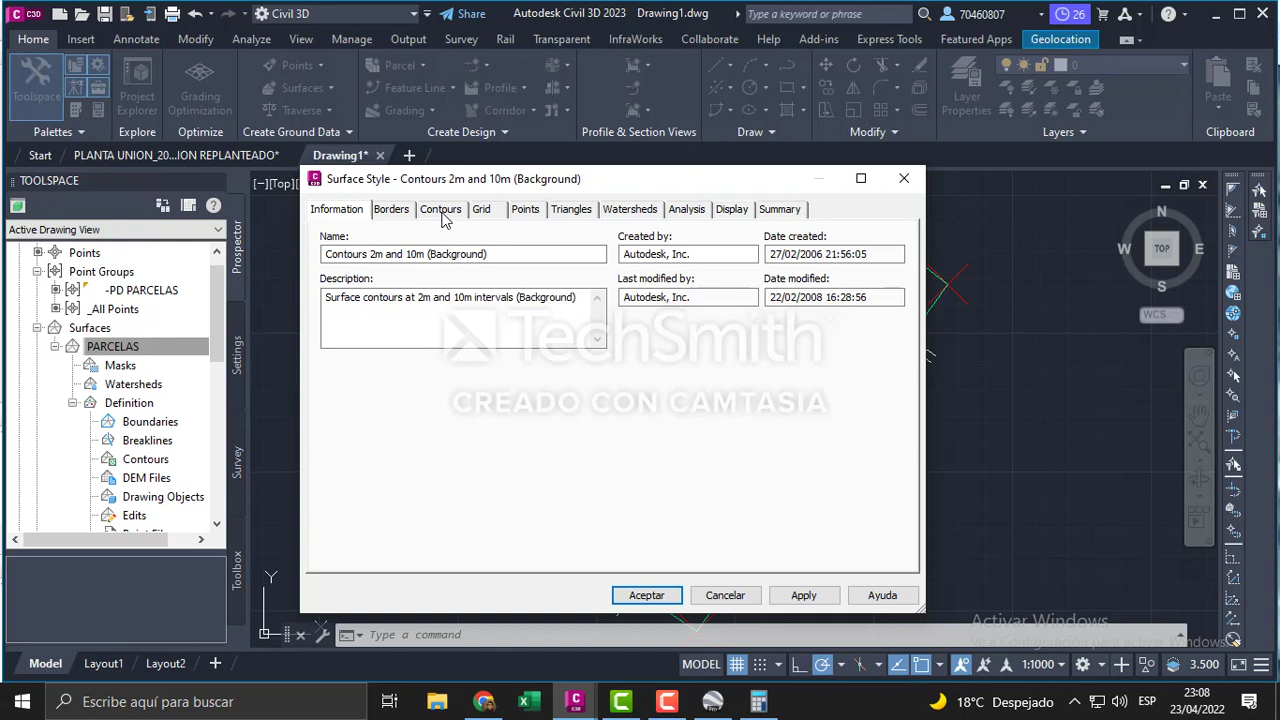 C3D Civil 3D Share Autodesk Civil 3D 2023 Drawing1.dwg Type a keyword or phrase 70460807 26
Home Insert Annotate Modify Analyze View Manage Output Survey Rail Transparent InfraWorks Collaborate Help Add-ins Express Tools Featured Apps Geolocation
Toolspace
Project Explorer
Grading Optimization
Points Parcel
Surfaces Feature Line Profile
Traverse Grading Corridor
Layer Properties
0
Paste
Palettes Explore Optimize Create Ground Data Create Design Profile & Section Views Draw Modify Layers Clipboard
Start PLANTA UNION_20...ION REPLANTEADO* Drawing1*
TOOLSPACE
Active Drawing View
Points
Point Groups
-PD PARCELAS
_All Points
Surfaces
PARCELAS
Masks
Watersheds
Definition
Boundaries
Breaklines
Contours
DEM Files
Drawing Objects
Edits
Prospector
Settings
Survey
Toolbox
[−][Top]
Surface Style - Contours 2m and 10m (Background)
Information Borders Contours Grid Points Triangles Watersheds Analysis Display Summary
Name: Created by: Date created:
Contours 2m and 10m (Background) Autodesk, Inc. 27/02/2006 21:56:05
Description: Last modified by: Date modified:
Surface contours at 2m and 10m intervals (Background) Autodesk, Inc. 22/02/2008 16:28:56
TechSmith®
CREADO CON CAMTASIA
Aceptar Cancelar Apply Ayuda
N
W TOP E
S
WCS
Y
X
Type a command
Activar Windows
Ve a Configuración para activar Windows.
Model Layout1 Layout2 MODEL 1:1000 3.500
Escribe aquí para buscar
18°C Despejado ESP 23:08
23/04/2022